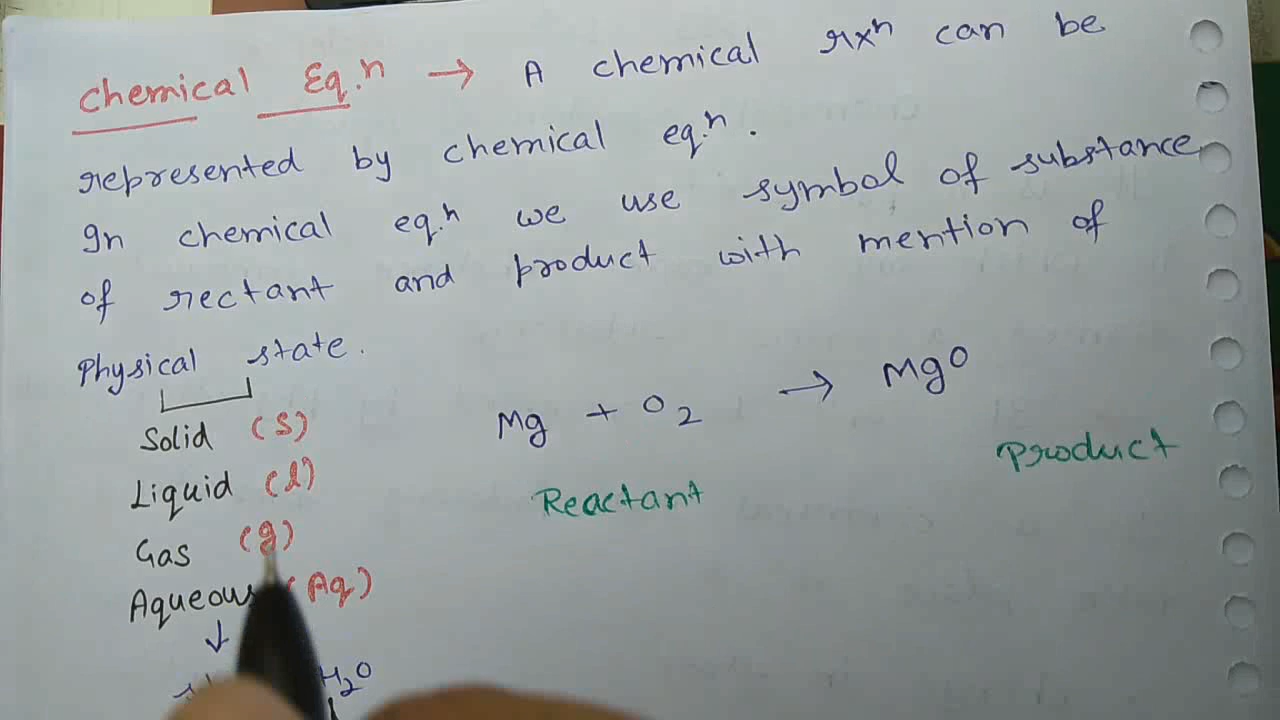 Chemical Eq.n → A chemical rxn can be
represented by chemical eq.n.
In chemical eq.n we use symbol of substance
of rectant and product with mention of
Physical state.
Solid (s)
Liquid (l)
Gas (g)
Aqueous (Aq)
↓
H2O
Mg + O2 → MgO
Reactant
Product